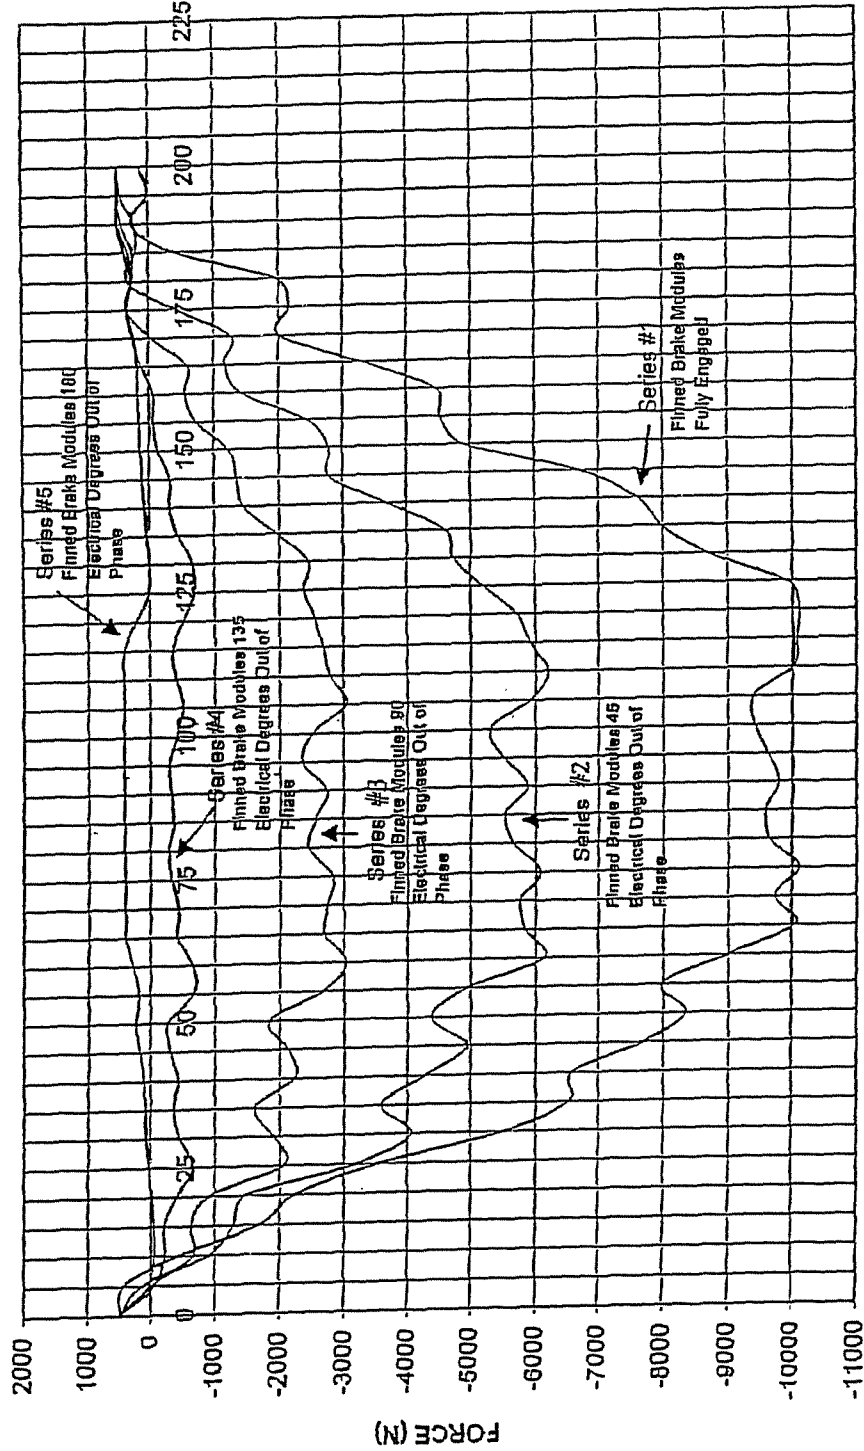 FORCE (N)
2000
1000
0
-1000
-2000
-3000
-4000
-5000
-6000
-7000
-8000
-9000
-10000
-11000
0
25
50
75
100
125
150
175
200
225
Series #5
Finned Brake Modules 180
Electrical Degrees Out of
Phase
Series #4
Finned Brake Modules 135
Electrical Degrees Out of
Phase
Series #3
Finned Brake Modules 90
Electrical Degrees Out of
Phase
Series #2
Finned Brake Modules 45
Electrical Degrees Out of
Phase
Series #1
Finned Brake Modules
Fully Engaged